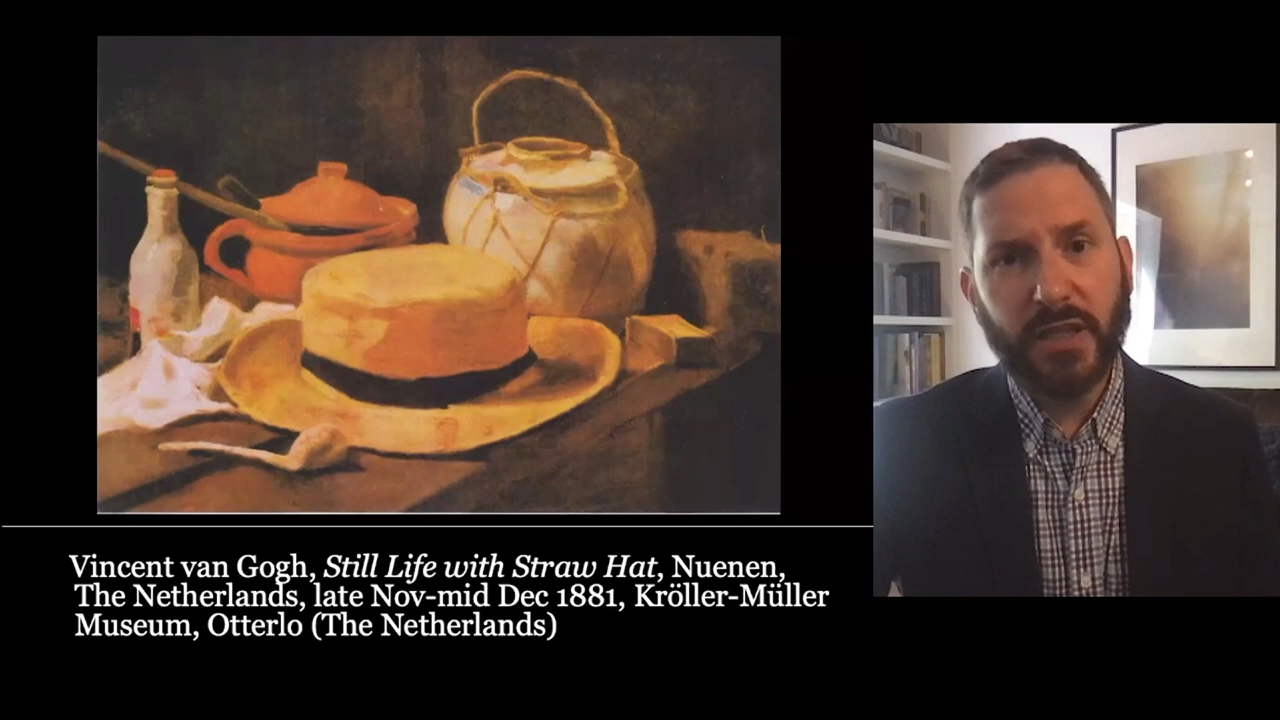 Vincent van Gogh, Still Life with Straw Hat, Nuenen,
The Netherlands, late Nov-mid Dec 1881, Kröller-Müller
Museum, Otterlo (The Netherlands)